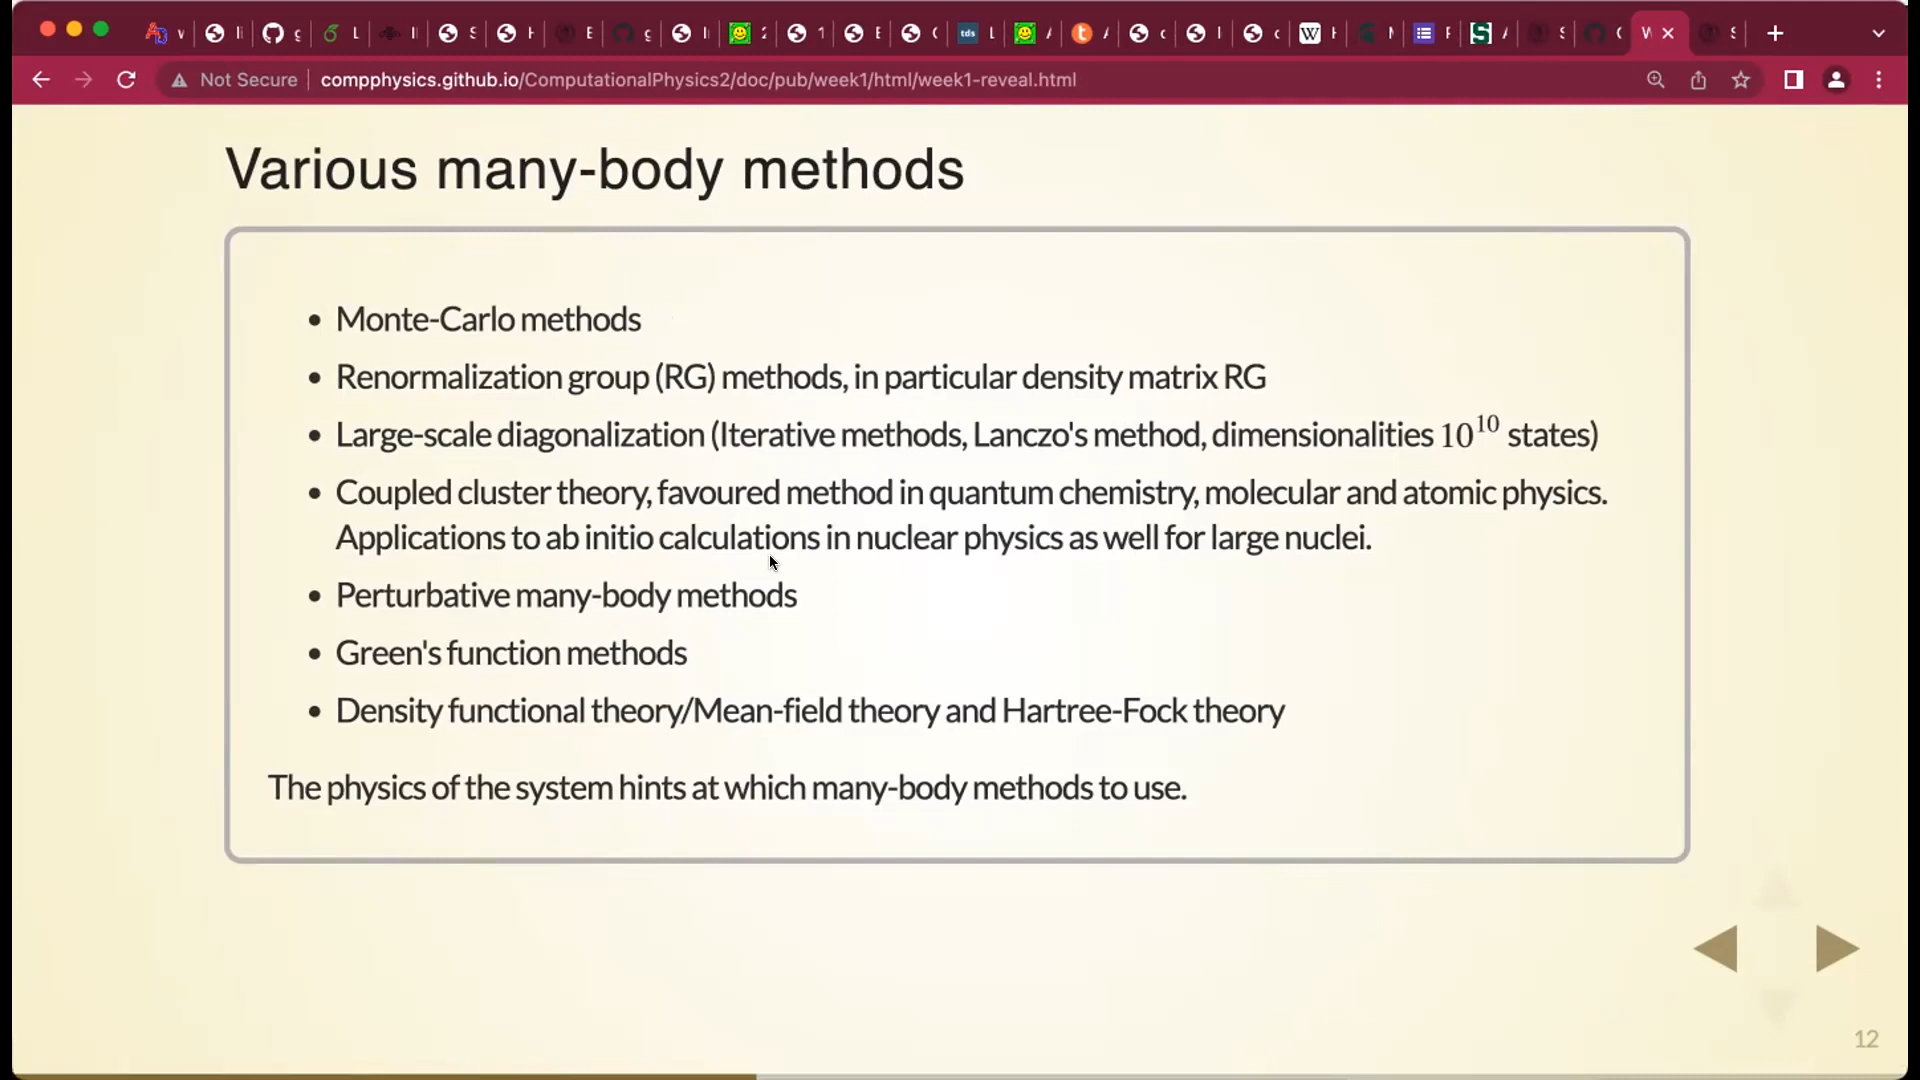 Not Secure compphysics.github.io/ComputationalPhysics2/doc/pub/week1/html/week1-reveal.html
Various many-body methods
• Monte-Carlo methods
• Renormalization group (RG) methods, in particular density matrix RG
• Large-scale diagonalization (Iterative methods, Lanczo's method, dimensionalities 10¹⁰ states)
• Coupled cluster theory, favoured method in quantum chemistry, molecular and atomic physics.
Applications to ab initio calculations in nuclear physics as well for large nuclei.
• Perturbative many-body methods
• Green's function methods
• Density functional theory/Mean-field theory and Hartree-Fock theory
The physics of the system hints at which many-body methods to use.
12